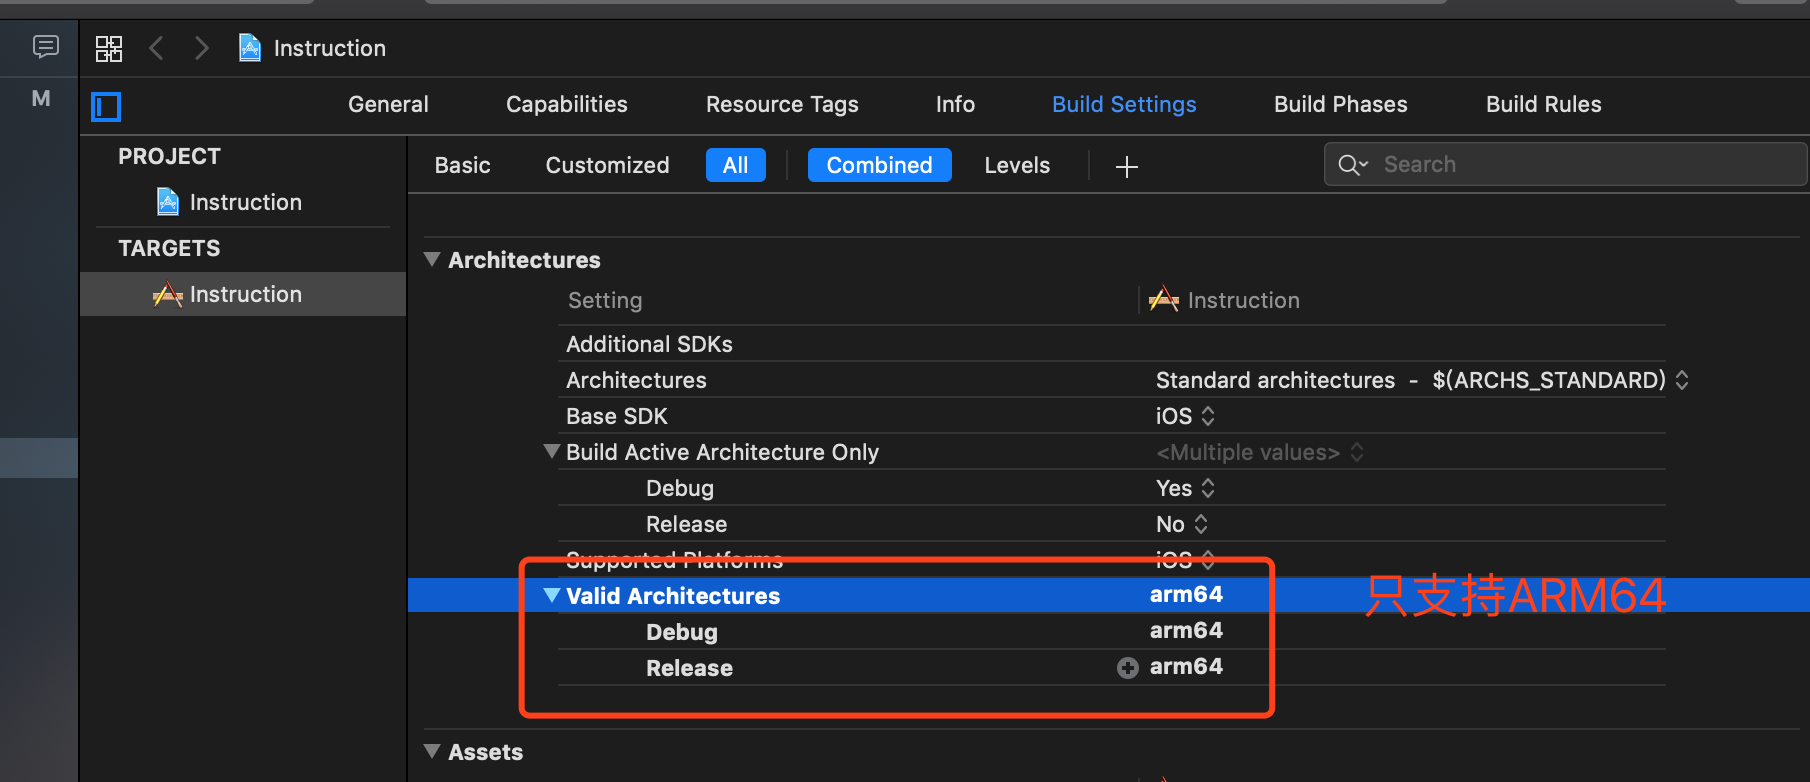 Instruction
M
General Capabilities Resource Tags Info Build Settings Build Phases Build Rules
PROJECT
Instruction
TARGETS
Instruction
Basic Customized All Combined Levels + Search
Architectures
Setting Instruction
Additional SDKs
Architectures Standard architectures - $(ARCHS_STANDARD)
Base SDK iOS
Build Active Architecture Only <Multiple values>
Debug Yes
Release No
Supported Platforms iOS
Valid Architectures arm64 只支持ARM64
Debug arm64
Release arm64
Assets